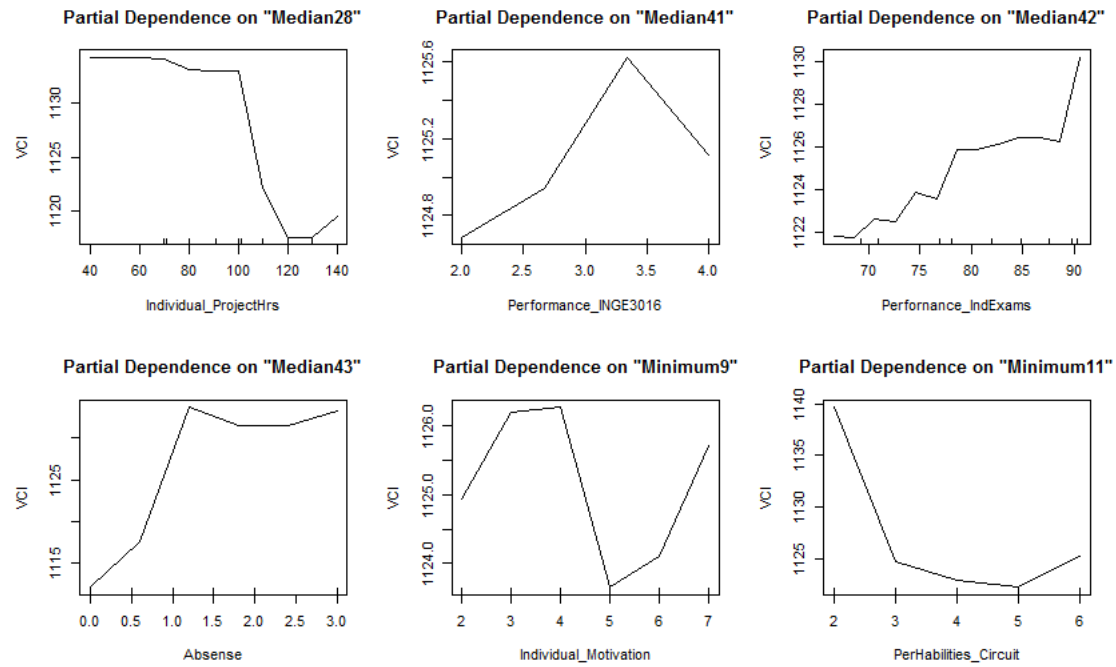 Partial Dependence on "Median28"
VCI
1120 1125 1130
40 60 80 100 120 140
Individual_ProjectHrs
Partial Dependence on "Median41"
VCI
1124.8 1125.2 1125.6
2.0 2.5 3.0 3.5 4.0
Performance_INGE3016
Partial Dependence on "Median42"
VCI
1122 1124 1126 1128 1130
70 75 80 85 90
Perfornance_IndExams
Partial Dependence on "Median43"
VCI
1115 1125
0.0 0.5 1.0 1.5 2.0 2.5 3.0
Absense
Partial Dependence on "Minimum9"
VCI
1124.0 1125.0 1126.0
2 3 4 5 6 7
Individual_Motivation
Partial Dependence on "Minimum11"
VCI
1125 1130 1135 1140
2 3 4 5 6
PerHabilities_Circuit